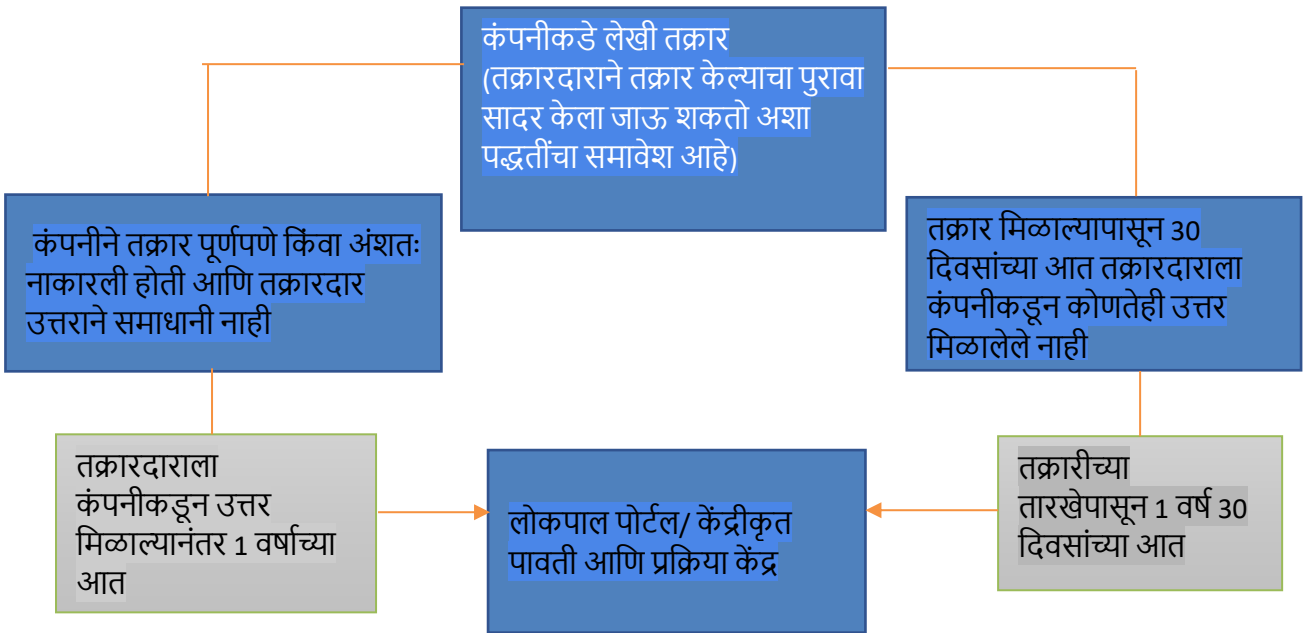 कंपनीकडे लेखी तक्रार
(तक्रारदाराने तक्रार केल्याचा पुरावा
सादर केला जाऊ शकतो अशा
पद्धतींचा समावेश आहे)
कंपनीने तक्रार पूर्णपणे किंवा अंशतः
नाकारली होती आणि तक्रारदार
उत्तराने समाधानी नाही
तक्रार मिळाल्यापासून 30
दिवसांच्या आत तक्रारदाराला
कंपनीकडून कोणतेही उत्तर
मिळालेले नाही
तक्रारदाराला
कंपनीकडून उत्तर
मिळाल्यानंतर 1 वर्षाच्या
आत
लोकपाल पोर्टल/ केंद्रीकृत
पावती आणि प्रक्रिया केंद्र
तक्रारीच्या
तारखेपासून 1 वर्ष 30
दिवसांच्या आत